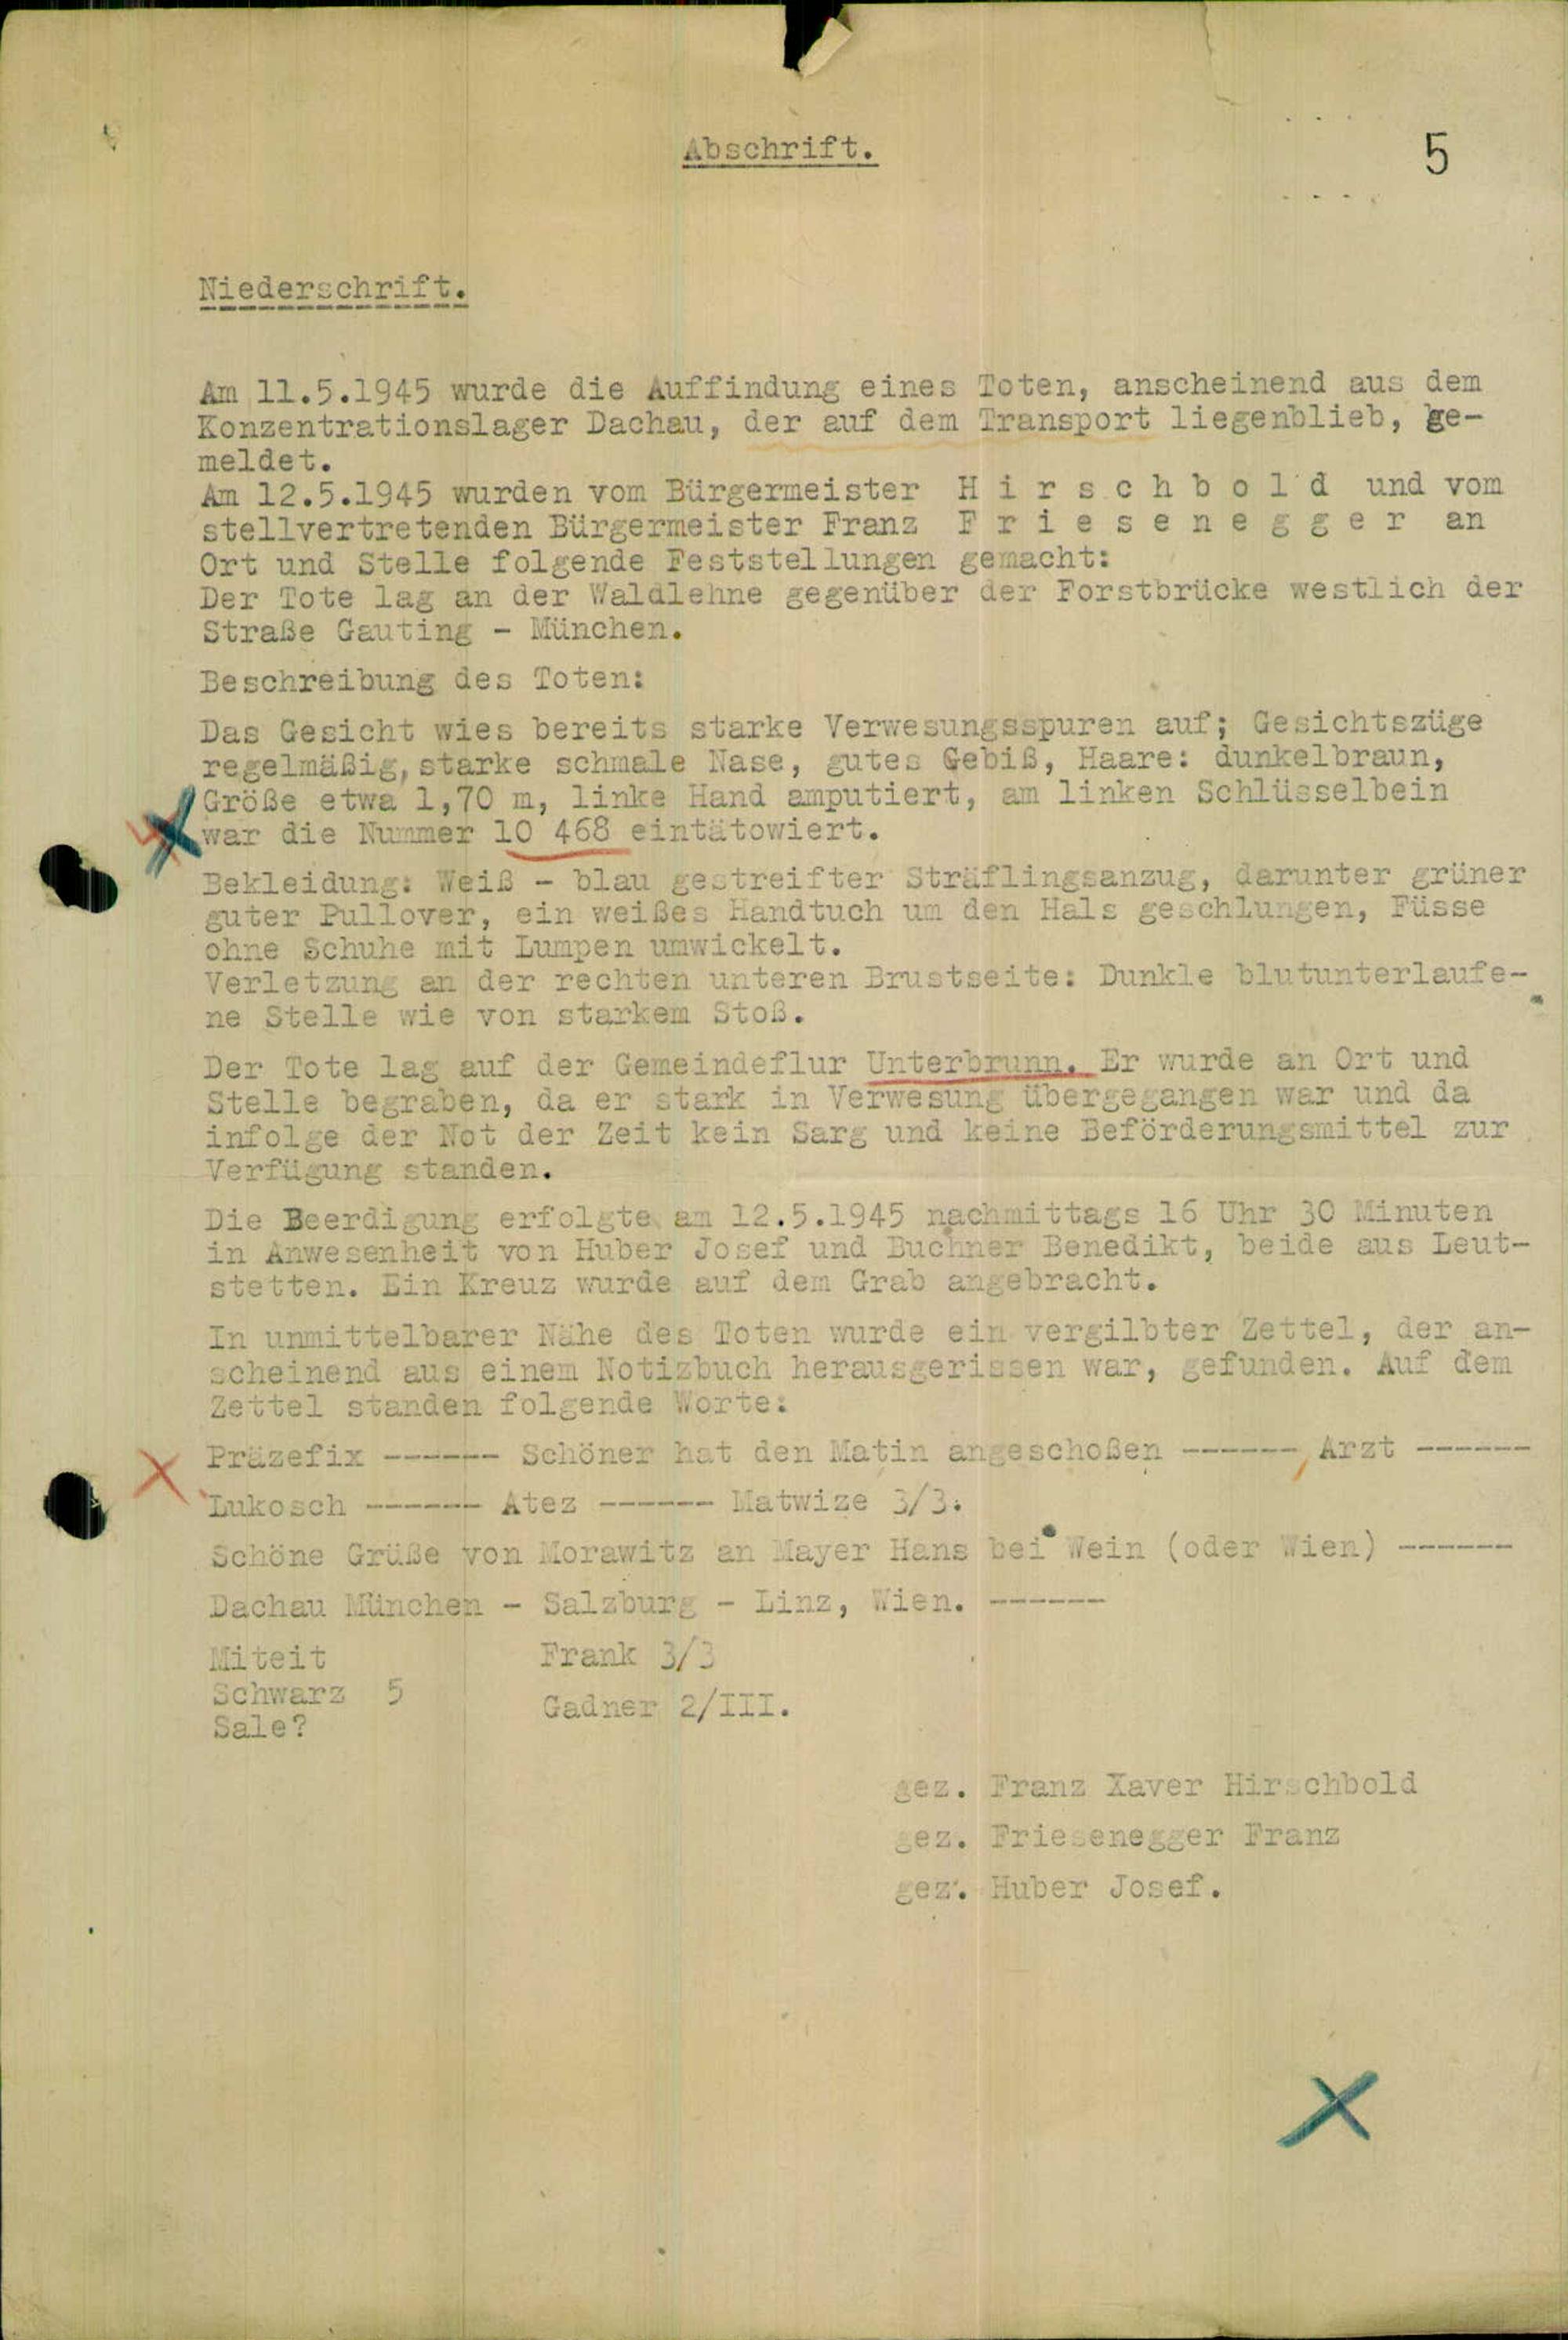 Abschrift.
5
Niederschrift.
Am 11.5.1945 wurde die Auffindung eines Toten, anscheinend aus dem
Konzentrationslager Dachau, der auf dem Transport liegenblieb, ge-
meldet.
Am 12.5.1945 wurden vom Bürgermeister H i r s c h b o l d und vom
stellvertretenden Bürgermeister Franz F r i e s e n e g g e r an
Ort und Stelle folgende Feststellungen gemacht:
Der Tote lag an der Waldlehne gegenüber der Forstbrücke westlich der
Straße Gauting - München.
Beschreibung des Toten:
Das Gesicht wies bereits starke Verwesungsspuren auf; Gesichtszüge
regelmäßig, starke schmale Nase, gutes Gebiß, Haare: dunkelbraun,
Größe etwa 1,70 m, linke Hand amputiert, am linken Schlüsselbein
war die Nummer 10 468 eintätowiert.
Bekleidung: Weiß - blau gestreifter Sträflingsanzug, darunter grüner
guter Pullover, ein weißes Handtuch um den Hals geschlungen, Füsse
ohne Schuhe mit Lumpen umwickelt.
Verletzung an der rechten unteren Brustseite: Dunkle blutunterlaufe-
ne Stelle wie von starkem Stoß.
Der Tote lag auf der Gemeindeflur Unterbrunn. Er wurde an Ort und
Stelle begraben, da er stark in Verwesung übergegangen war und da
infolge der Not der Zeit kein Sarg und keine Beförderungsmittel zur
Verfügung standen.
Die Beerdigung erfolgte am 12.5.1945 nachmittags 16 Uhr 30 Minuten
in Anwesenheit von Huber Josef und Buchner Benedikt, beide aus Leut-
stetten. Ein Kreuz wurde auf dem Grab angebracht.
In unmittelbarer Nähe des Toten wurde ein vergilbter Zettel, der an-
scheinend aus einem Notizbuch herausgerissen war, gefunden. Auf dem
Zettel standen folgende Worte:
Präzefix ------ Schöner hat den Matin angeschoßen ------, Arzt ------
Lukosch ------ Atez ------ Matwize 3/3.
Schöne Grüße von Morawitz an Mayer Hans bei Wein (oder Wien) ------
Dachau München - Salzburg - Linz, Wien. ------
Miteit Frank 3/3
Schwarz 5
Gadner 2/III.
Sale?
gez. Franz Xaver Hirschbold
gez. Friesenegger Franz
gez. Huber Josef.